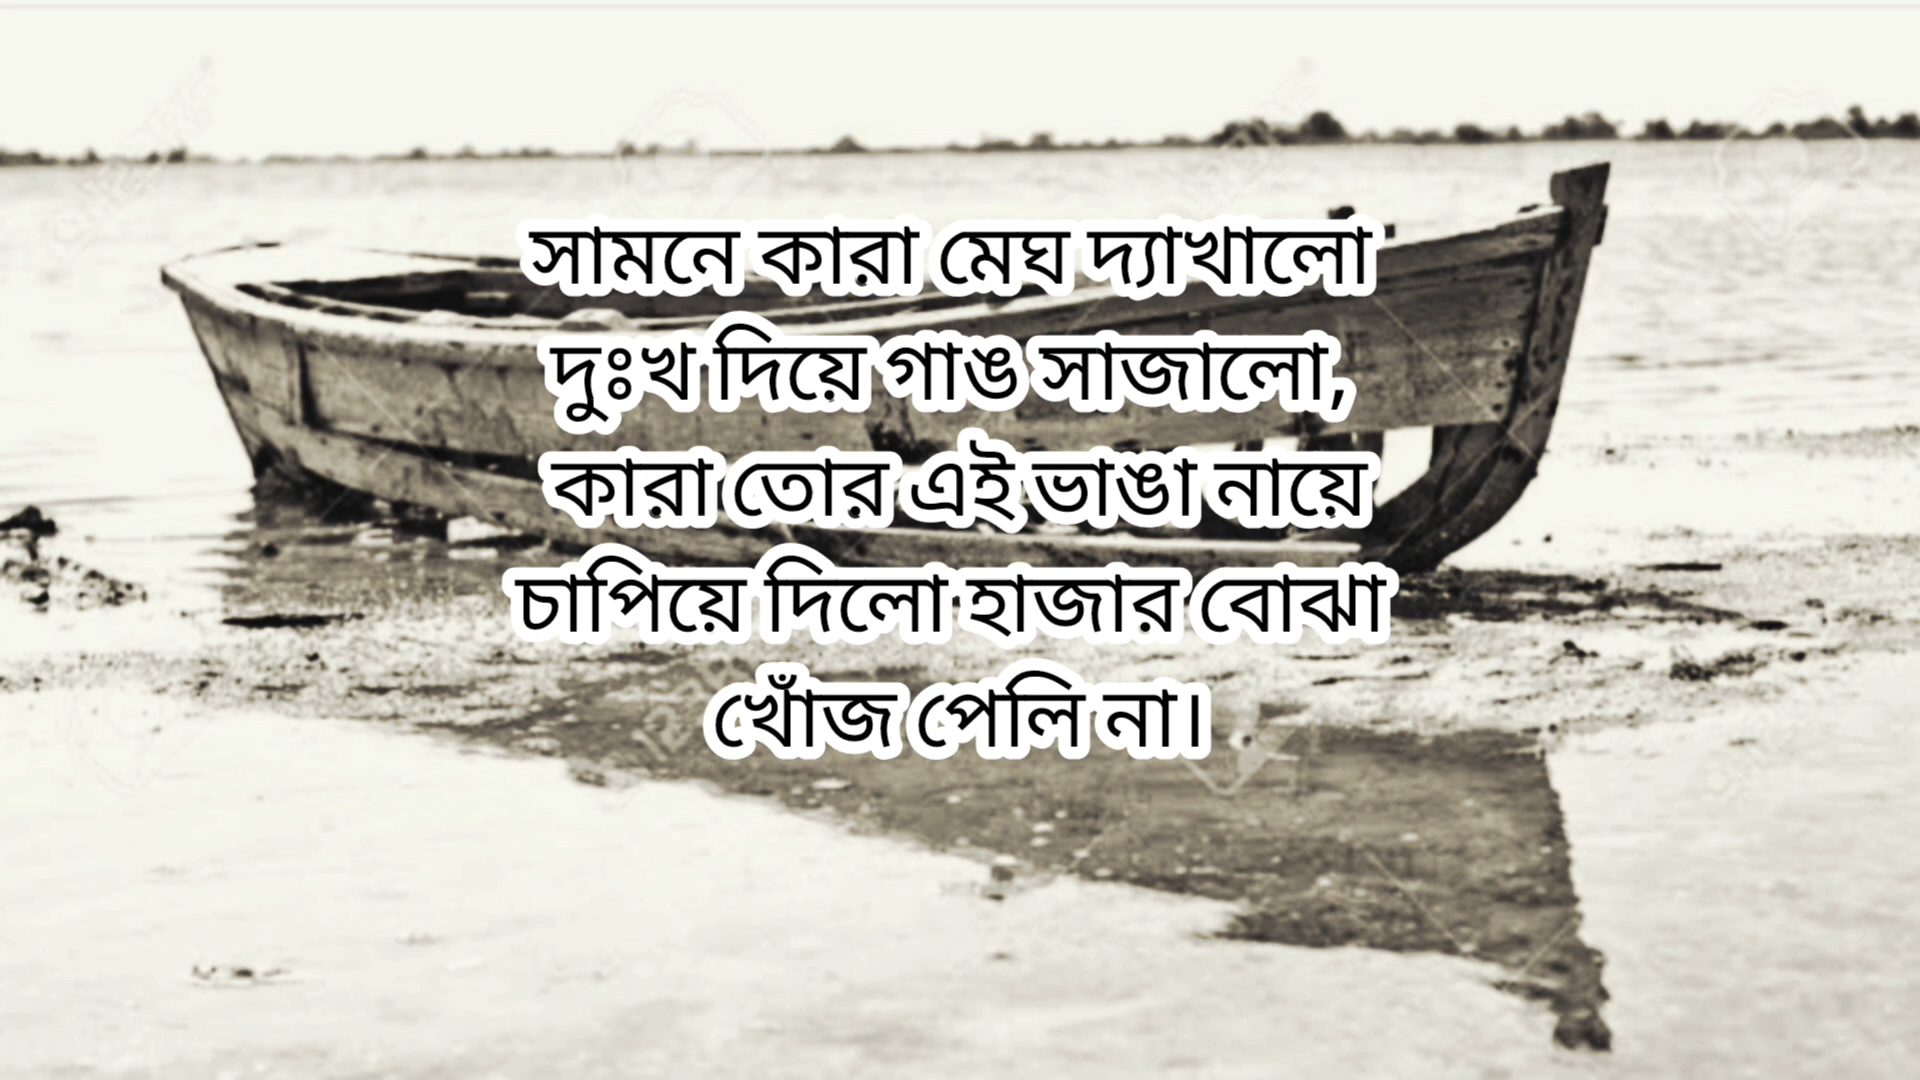 সামনে কারা মেঘ দ্যাখালো
দুঃখ দিয়ে গাঙ সাজালো,
কারা তোর এই ভাঙা নায়ে
চাপিয়ে দিলো হাজার বোঝা
খোঁজ পেলি না।